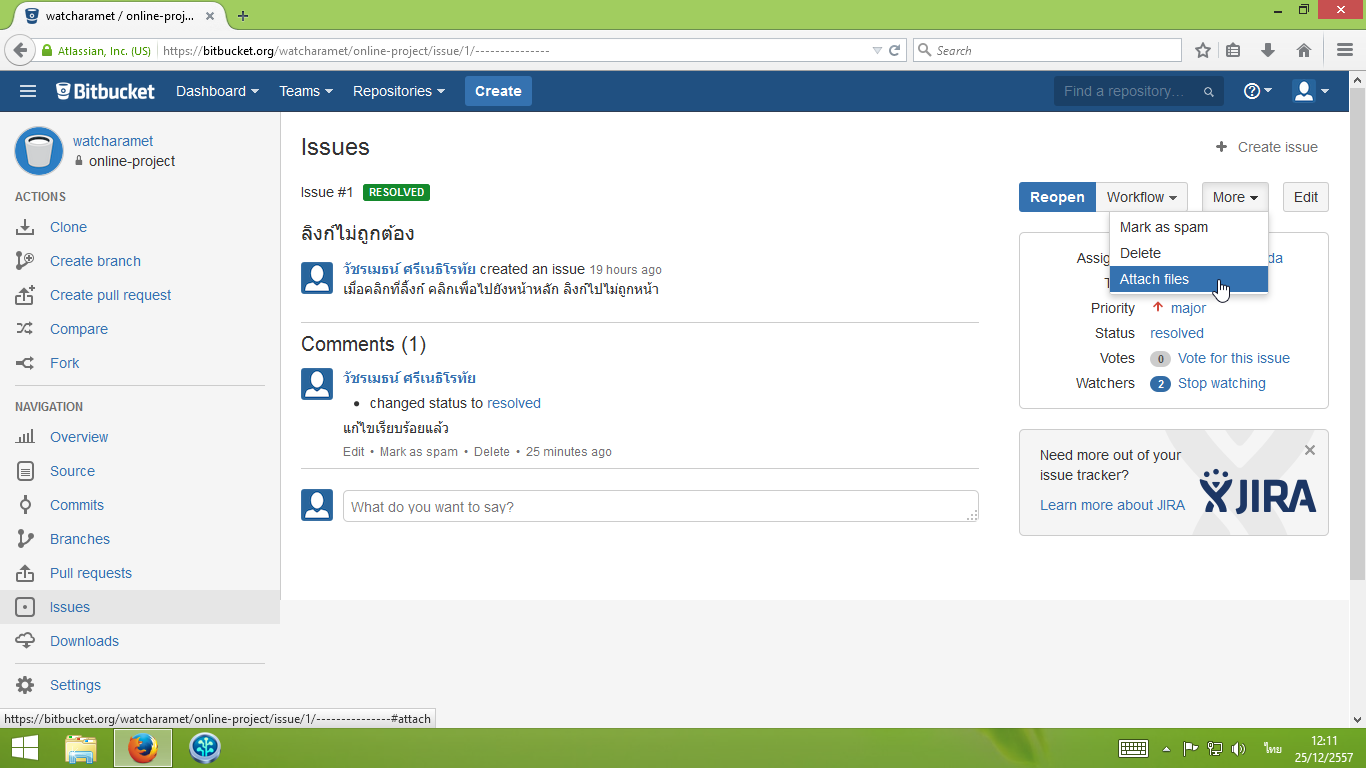 watcharamet / online-proj...
Atlassian, Inc. (US)
https://bitbucket.org/watcharamet/online-project/issue/1/---------------
Search
Bitbucket
Dashboard
Teams
Repositories
Create
Find a repository...
watcharamet
online-project
ACTIONS
Clone
Create branch
Create pull request
Compare
Fork
NAVIGATION
Overview
Source
Commits
Branches
Pull requests
Issues
Downloads
Settings
Issues
Create issue
Issue #1 RESOLVED
Reopen Workflow More Edit
Mark as spam
Delete
Attach files
ลิงก์ไม่ถูกต้อง
วัชรเมธน์ ศรีเนธิโรทัย created an issue 19 hours ago
เมื่อคลิกที่ลิ้งก์ คลิกเพื่อไปยังหน้าหลัก ลิงก์ไปไม่ถูกหน้า
Comments (1)
วัชรเมธน์ ศรีเนธิโรทัย
• changed status to resolved
แก้ไขเรียบร้อยแล้ว
Edit • Mark as spam • Delete • 25 minutes ago
What do you want to say?
Priority major
Status resolved
Votes 0 Vote for this issue
Watchers 2 Stop watching
Need more out of your
issue tracker?
Learn more about JIRA
JIRA
https://bitbucket.org/watcharamet/online-project/issue/1/---------------#attach
ไทย
12:11
25/12/2557